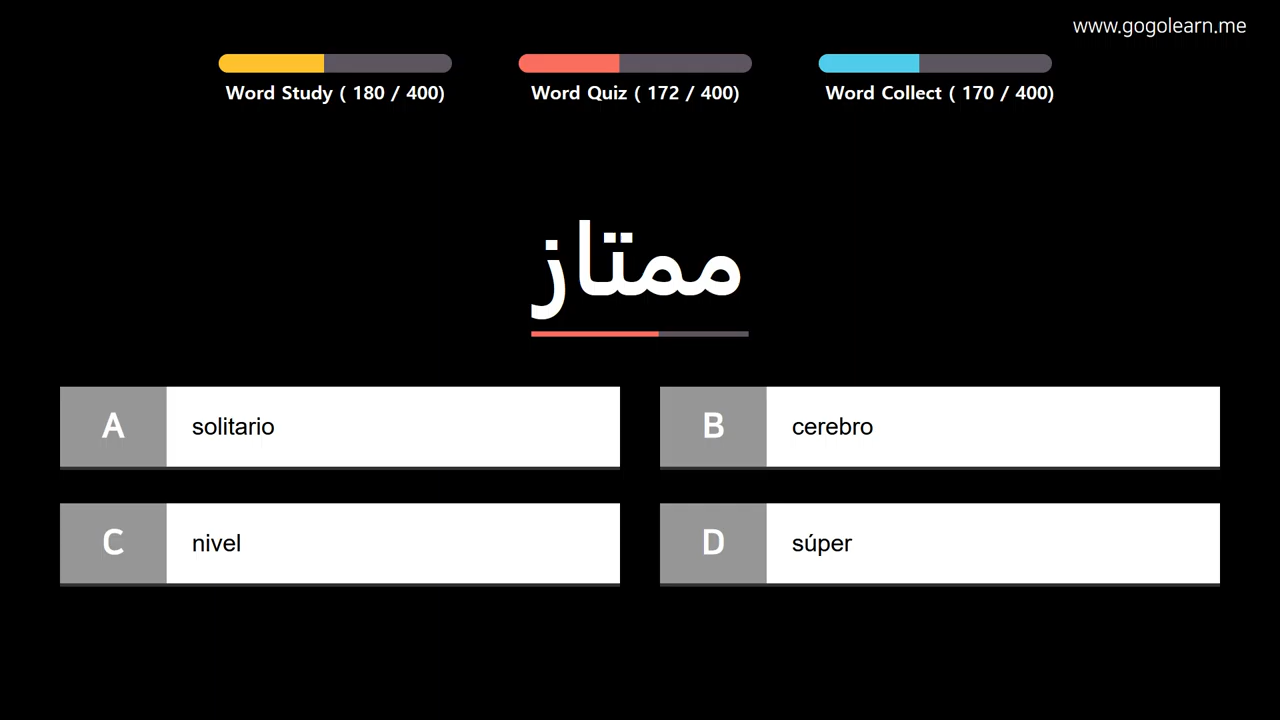 www.gogolearn.me
Word Study ( 180 / 400)
Word Quiz ( 172 / 400)
Word Collect ( 170 / 400)
ممتاز
A solitario
B cerebro
C nivel
D súper